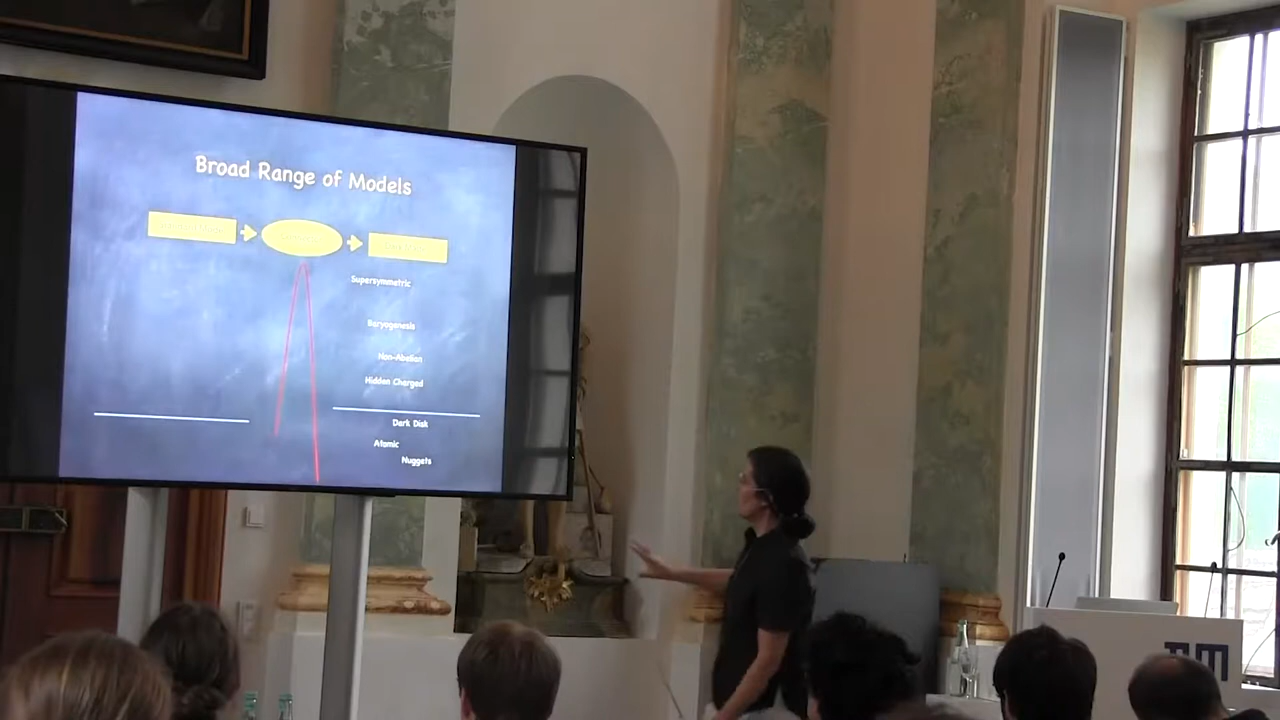 Broad Range of Models
Supersymmetric
Baryogenesis
Non-Abelian
Hidden Charged
Dark Disk
Atomic
Nuggets